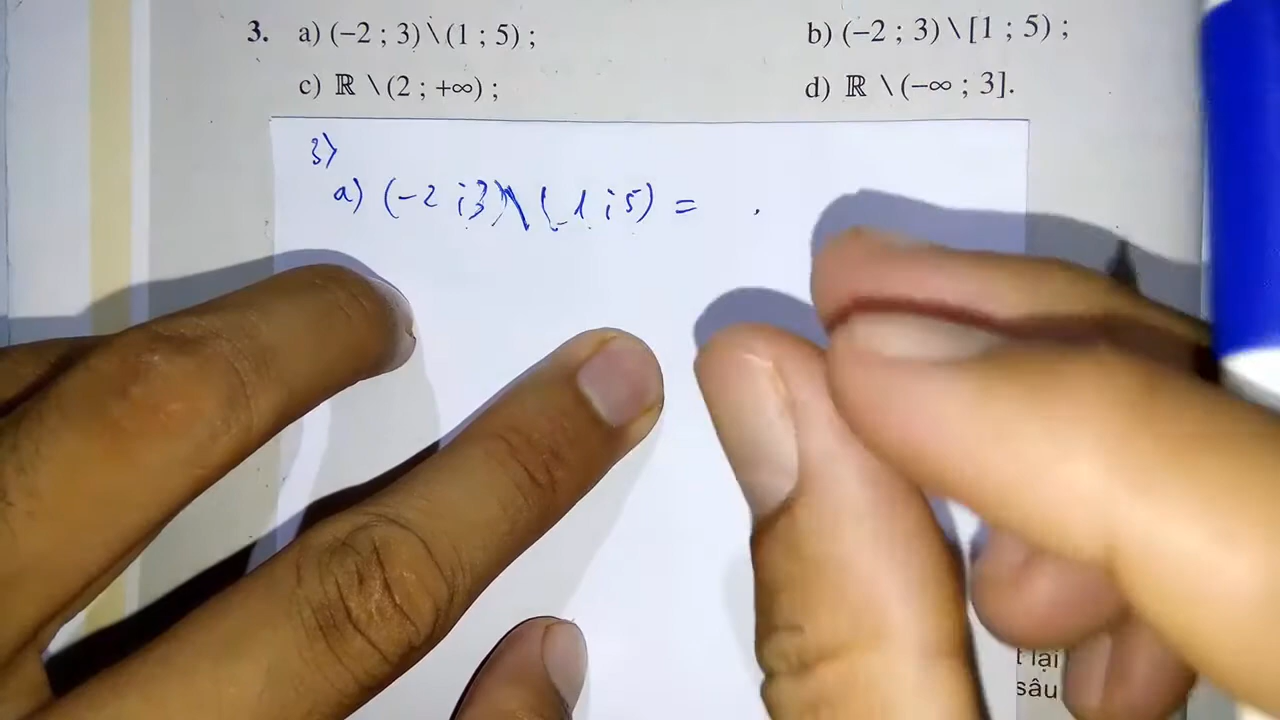 3. a) (−2 ; 3) \ (1 ; 5) ; b) (−2 ; 3) \ [1 ; 5) ;
c) ℝ \ (2 ; +∞) ; d) ℝ \ (−∞ ; 3].
3)
a) (-2 ; 3) \ (1 ; 5) =
lại
sâu